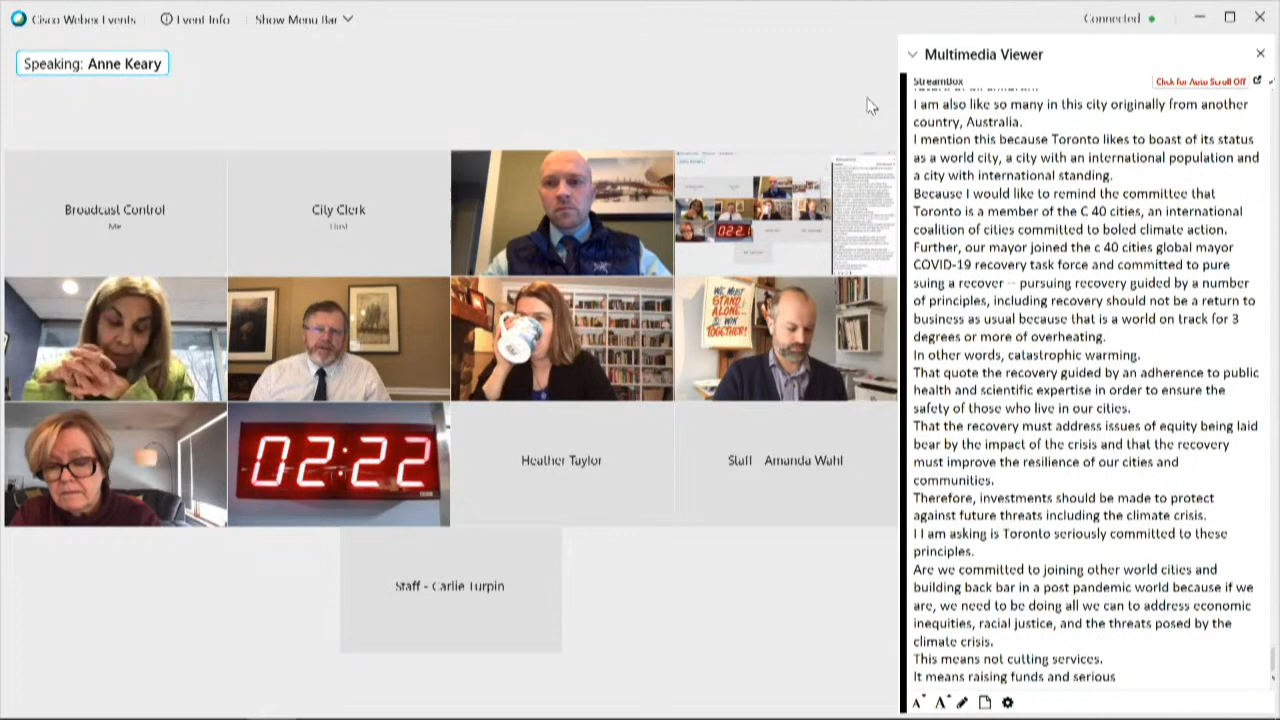 Cisco Webex Events
Event Info
Show Menu Bar
Connected
Speaking: Anne Keary
Multimedia Viewer
StreamBox
Click for Auto Scroll Off
I am also like so many in this city originally from another
country, Australia.
I mention this because Toronto likes to boast of its status
as a world city, a city with an international population and
a city with international standing.
Because I would like to remind the committee that
Toronto is a member of the C 40 cities, an international
coalition of cities committed to boled climate action.
Further, our mayor joined the c 40 cities global mayor
COVID-19 recovery task force and committed to pure
suing a recover -- pursuing recovery guided by a number
of principles, including recovery should not be a return to
business as usual because that is a world on track for 3
degrees or more of overheating.
In other words, catastrophic warming.
That quote the recovery guided by an adherence to public
health and scientific expertise in order to ensure the
safety of those who live in our cities.
That the recovery must address issues of equity being laid
bear by the impact of the crisis and that the recovery
must improve the resilience of our cities and
communities.
Therefore, investments should be made to protect
against future threats including the climate crisis.
I I am asking is Toronto seriously committed to these
principles.
Are we committed to joining other world cities and
building back bar in a post pandemic world because if we
are, we need to be doing all we can to address economic
inequities, racial justice, and the threats posed by the
climate crisis.
This means not cutting services.
It means raising funds and serious
Broadcast Control
Me
City Clerk
Host
WE MUST
STAND
ALONE...
WIN
TOGETHER!
02:22
Heather Taylor
Staff Amanda Wahl
Staff - Carlie Turpin